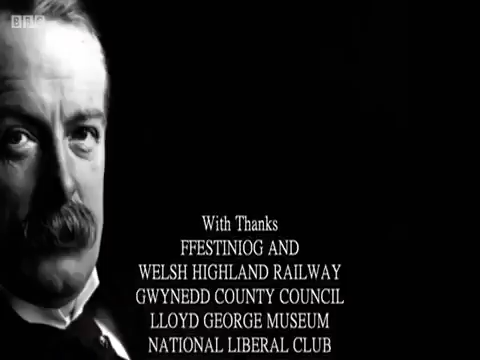 BBC
With Thanks
FFESTINIOG AND
WELSH HIGHLAND RAILWAY
GWYNEDD COUNTY COUNCIL
LLOYD GEORGE MUSEUM
NATIONAL LIBERAL CLUB